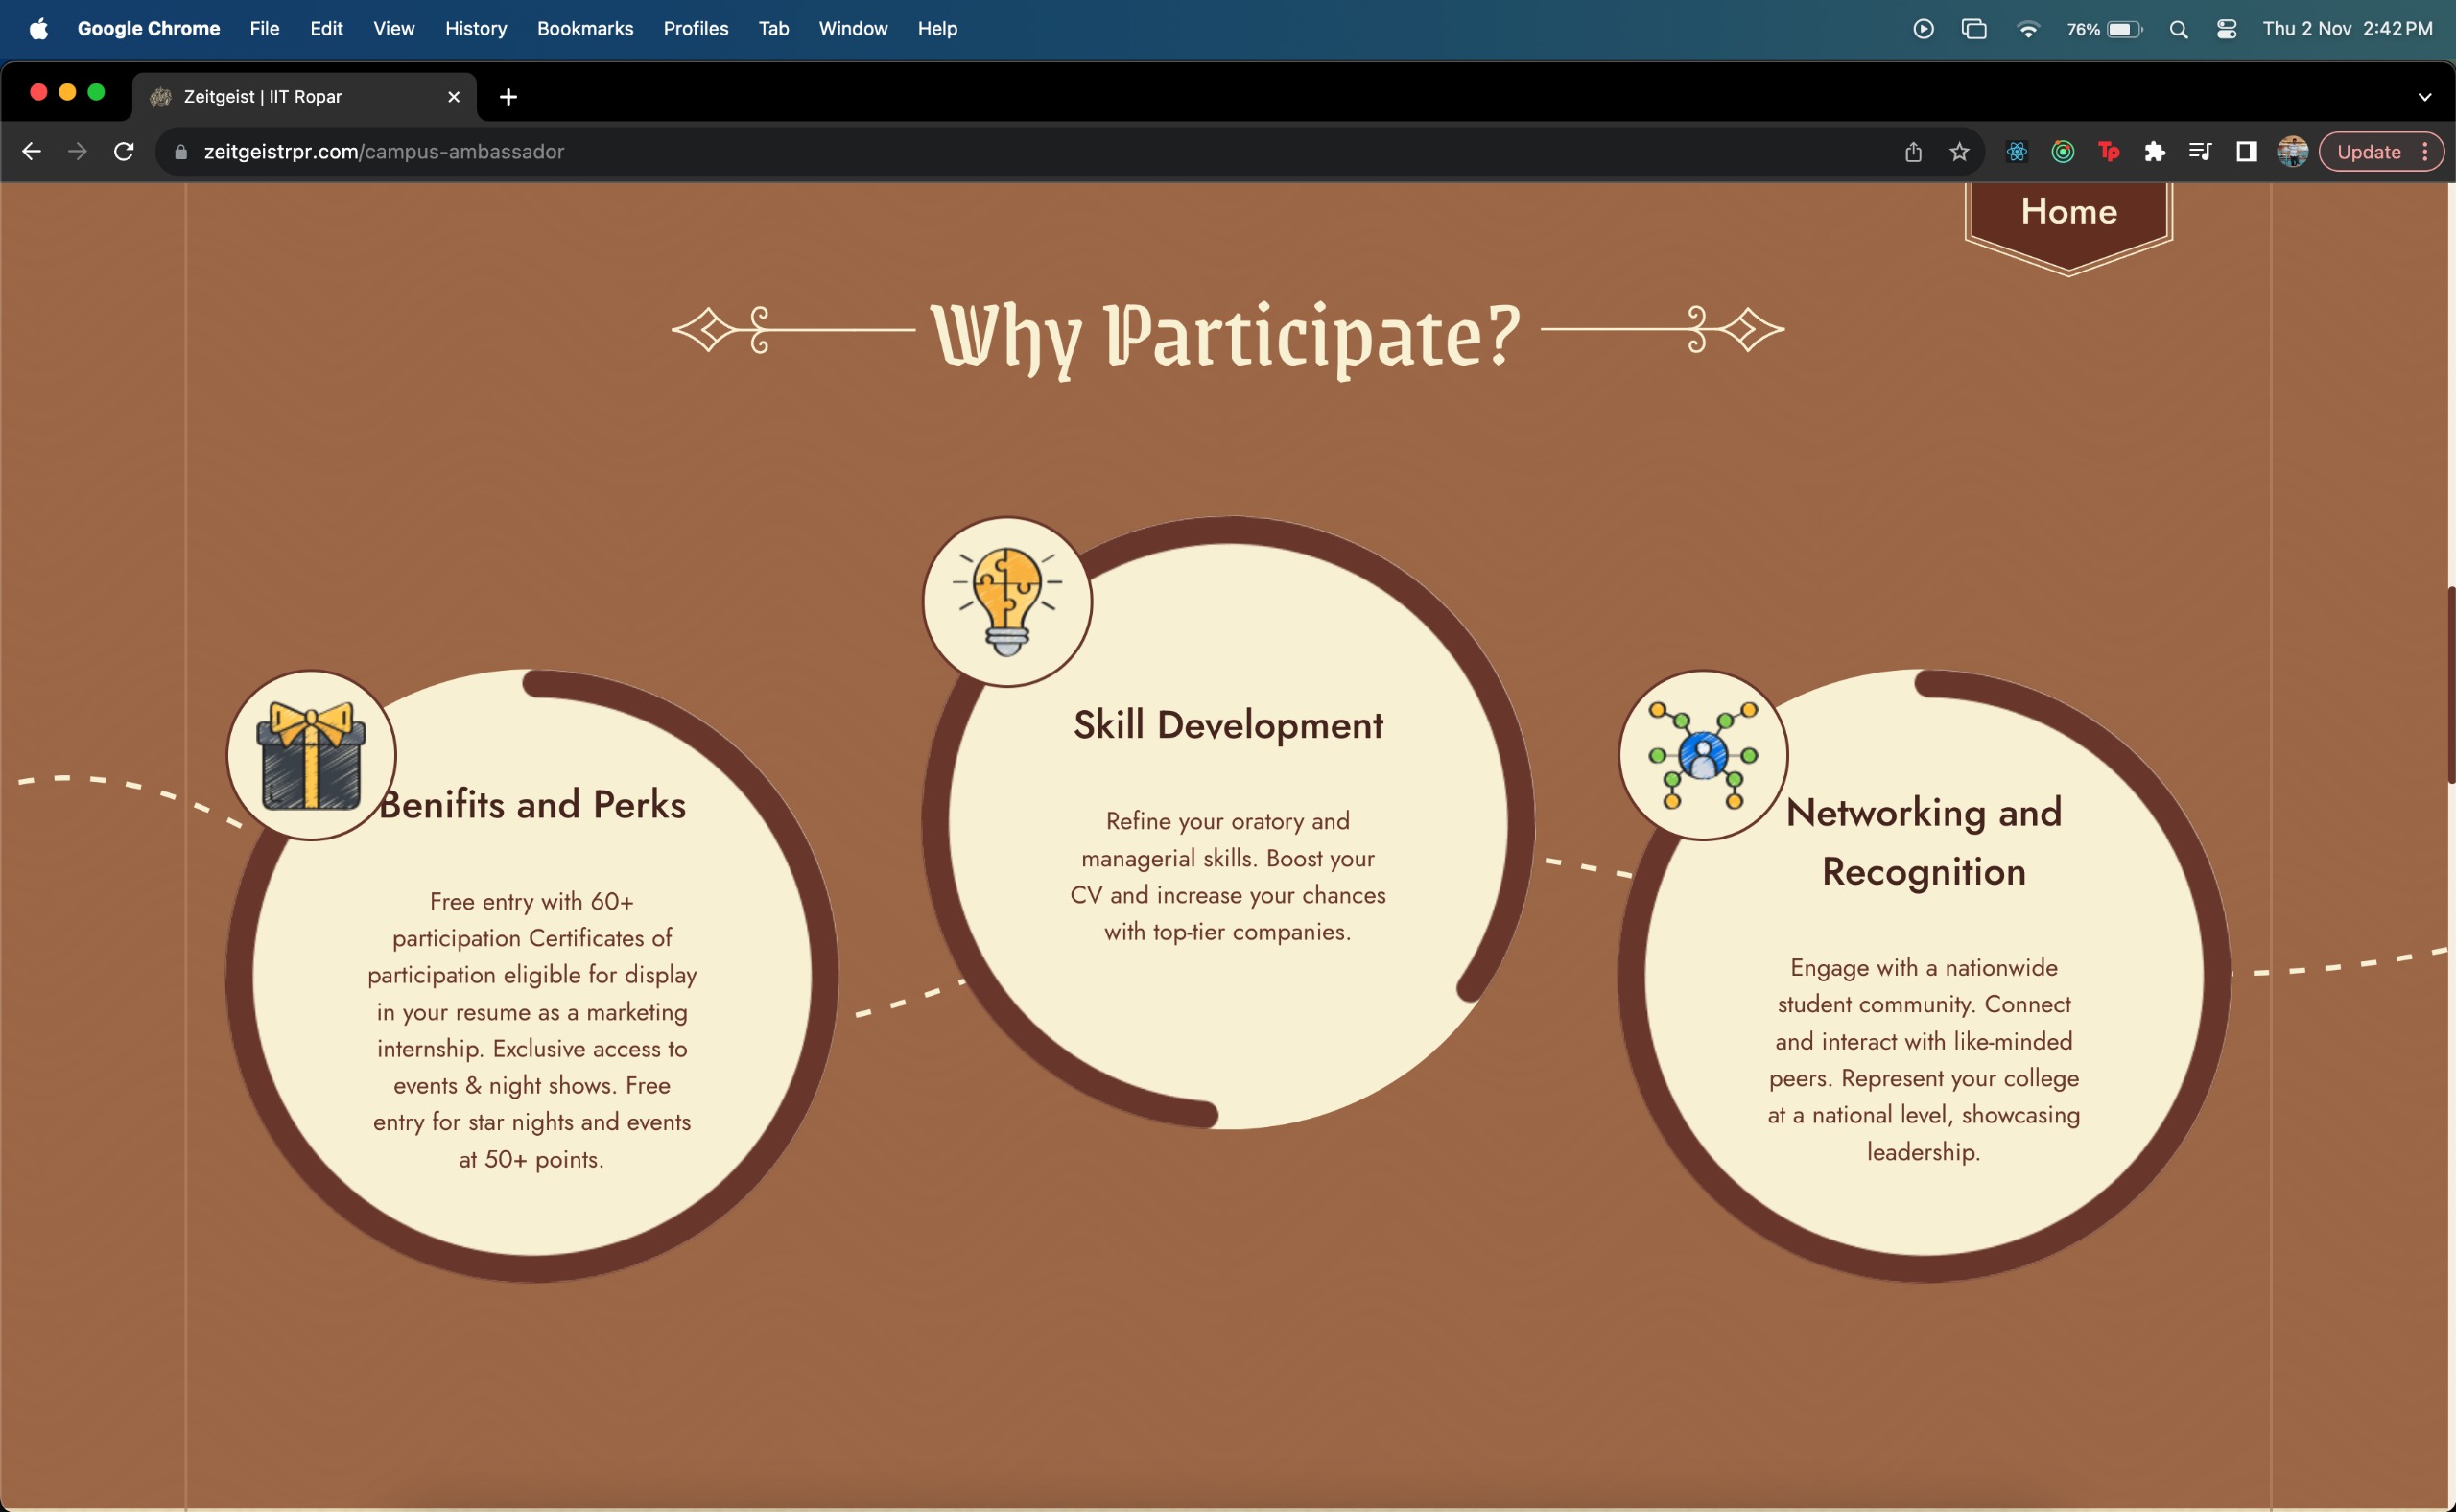 Google Chrome File Edit View History Bookmarks Profiles Tab Window Help 76% Thu 2 Nov 2:42 PM
Zeitgeist | IIT Ropar
zeitgeistrpr.com/campus-ambassador Tp Update
Home
Why Participate?
Benifits and Perks
Free entry with 60+
participation Certificates of
participation eligible for display
in your resume as a marketing
internship. Exclusive access to
events & night shows. Free
entry for star nights and events
at 50+ points.
Skill Development
Refine your oratory and
managerial skills. Boost your
CV and increase your chances
with top-tier companies.
Networking and
Recognition
Engage with a nationwide
student community. Connect
and interact with like-minded
peers. Represent your college
at a national level, showcasing
leadership.